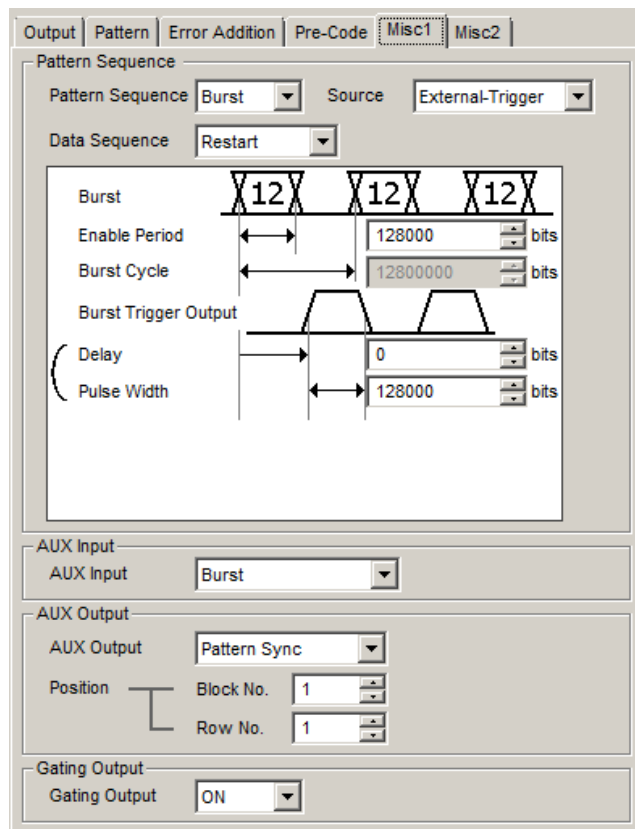 Output Pattern Error Addition Pre-Code Misc1 Misc2
Pattern Sequence
Pattern Sequence Burst Source External-Trigger
Data Sequence Restart
Burst 12 12 12
Enable Period 128000 bits
Burst Cycle 12800000 bits
Burst Trigger Output
Delay 0 bits
Pulse Width 128000 bits
AUX Input
AUX Input Burst
AUX Output
AUX Output Pattern Sync
Position Block No. 1
Row No. 1
Gating Output
Gating Output ON